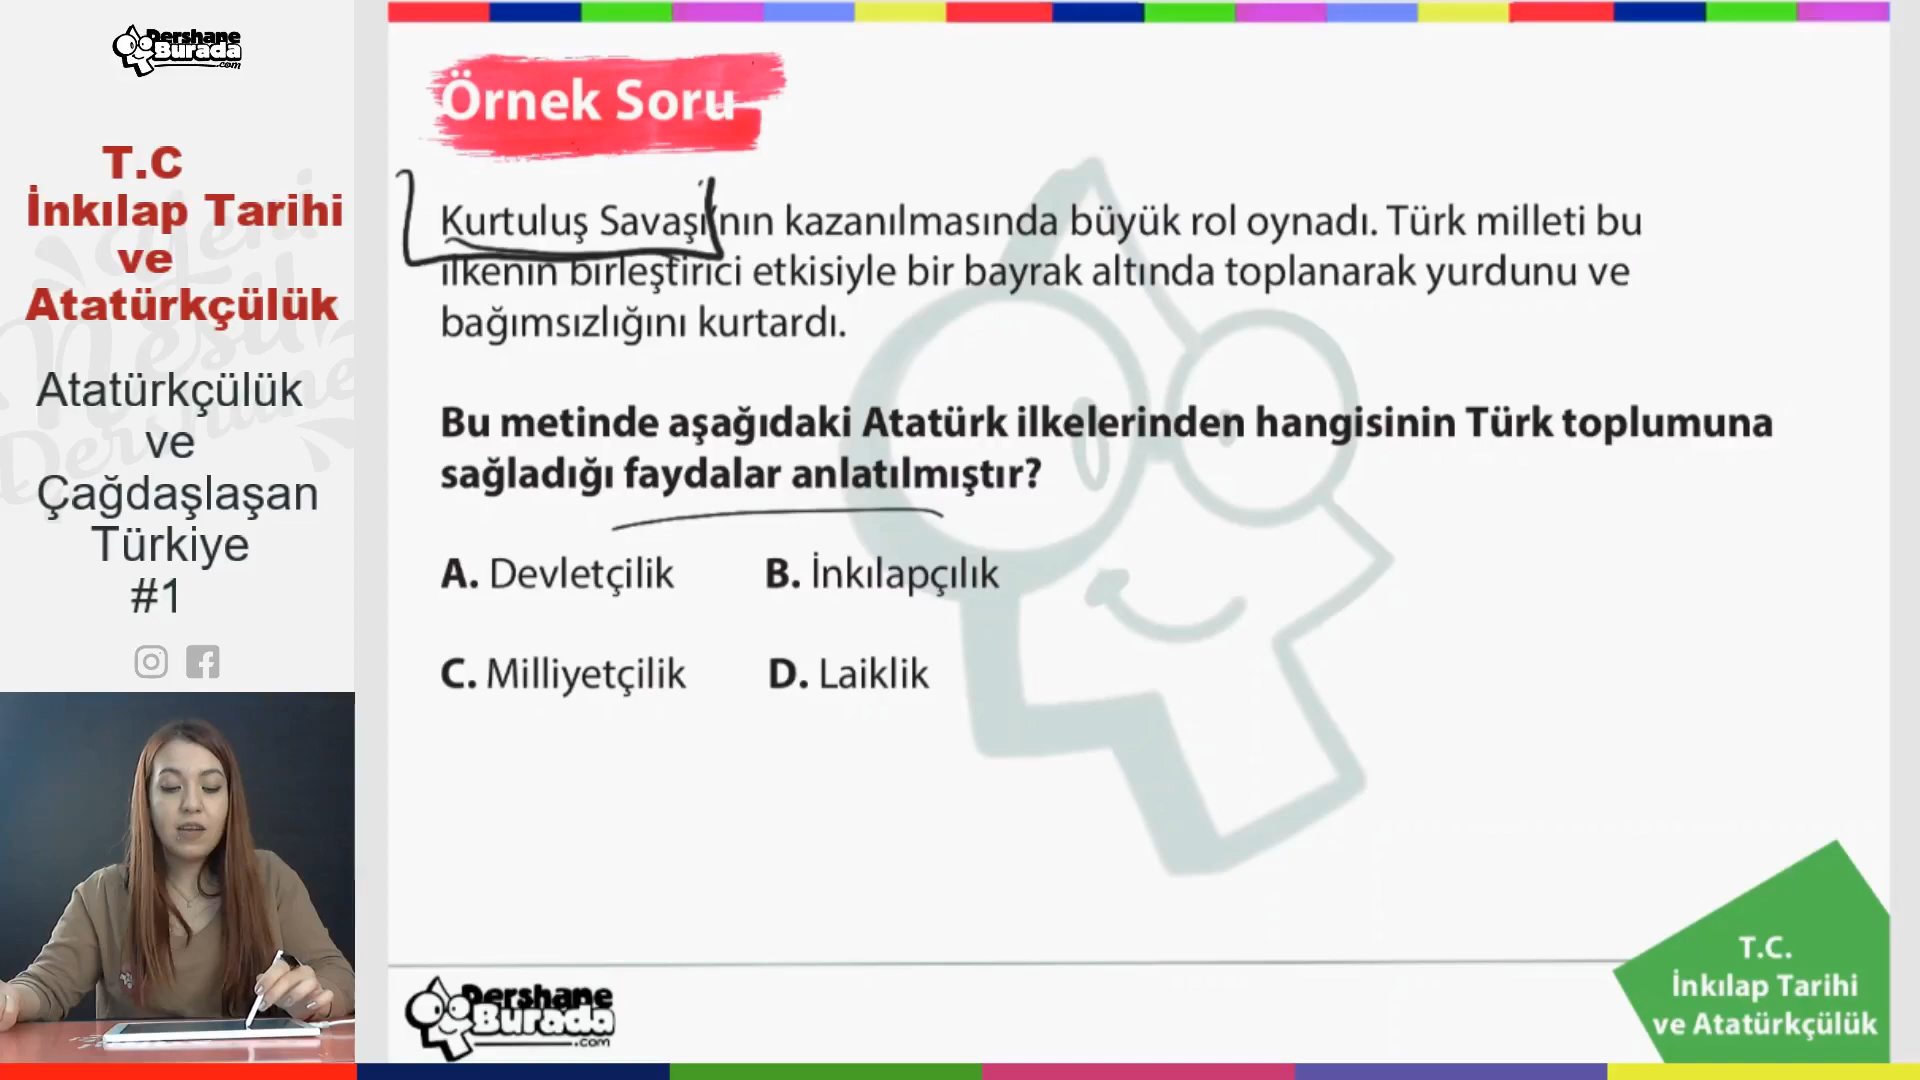 Dershane
Burada
.com
T.C
İnkılap Tarihi
ve
Atatürkçülük
Yeni
Nesil
Dershane
Atatürkçülük
ve
Çağdaşlaşan
Türkiye
#1
Örnek Soru
Kurtuluş Savaşı'nın kazanılmasında büyük rol oynadı. Türk milleti bu
ilkenin birleştirici etkisiyle bir bayrak altında toplanarak yurdunu ve
bağımsızlığını kurtardı.
Bu metinde aşağıdaki Atatürk ilkelerinden hangisinin Türk toplumuna
sağladığı faydalar anlatılmıştır?
A. Devletçilik B. İnkılapçılık
C. Milliyetçilik D. Laiklik
Dershane
Burada
.com
T.C.
İnkılap Tarihi
ve Atatürkçülük